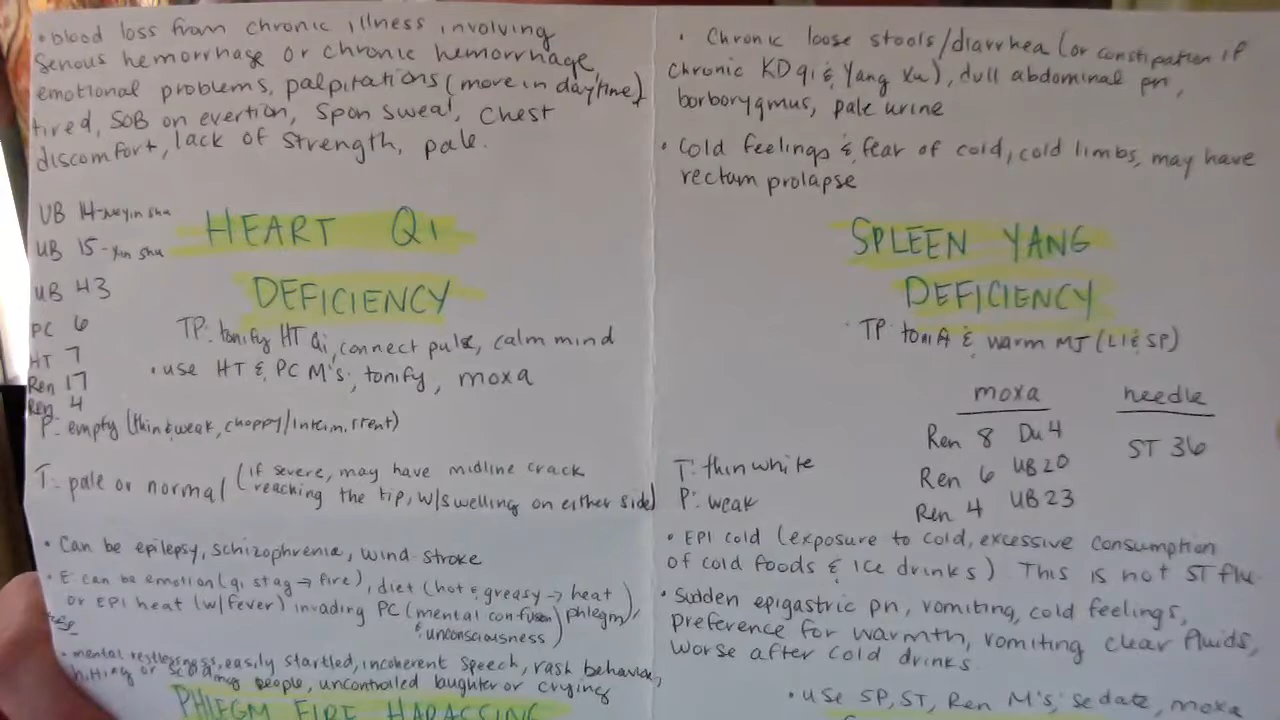 • blood loss from chronic illness involving
serious hemorrhage or chronic hemorrhage,
emotional problems, palpitations (more in daytime),
tired, SOB on exertion, spon sweat, chest
discomfort, lack of strength, pale.
UB 14-
UB 15-
UB 43
PC 6
HT 7
Ren 17
Ren 4
HEART Qi
DEFICIENCY
TP: tonify HT Qi, connect pulse, calm mind
• use HT & PC M's; tonify, moxa
P: empty (thin & weak, choppy/intermittent)
T: pale or normal (if severe, may have midline crack
reaching the tip, w/swelling on either side)
• Can be epilepsy, schizophrenia, wind-stroke
• E can be emotion (qi stag → fire), diet (hot & greasy → heat
or EPI heat (w/fever) invading PC (mental confusion phlegm),
& unconsciousness)
• mental restlessness, easily startled, incoherent speech, rash behavior,
hitting or scolding people, uncontrolled laughter or crying
PHLEGM FIRE HARASSING
• Chronic loose stools/diarrhea (or constipation if
chronic KD qi & Yang Xu), dull abdominal pn,
borborygmus, pale urine
• Cold feelings & fear of cold, cold limbs, may have
rectum prolapse
SPLEEN YANG
DEFICIENCY
TP: tonify & warm MJ (LI & SP)
moxa needle
Ren 8 Du 4 ST 36
Ren 6 UB 20
Ren 4 UB 23
T: thin white
P: weak
• EPI cold (exposure to cold, excessive consumption
of cold foods & ice drinks) This is not ST flu
• Sudden epigastric pn, vomiting, cold feelings,
preference for warmth, vomiting clear fluids,
worse after cold drinks.
• use SP, ST, Ren M's; sedate, moxa